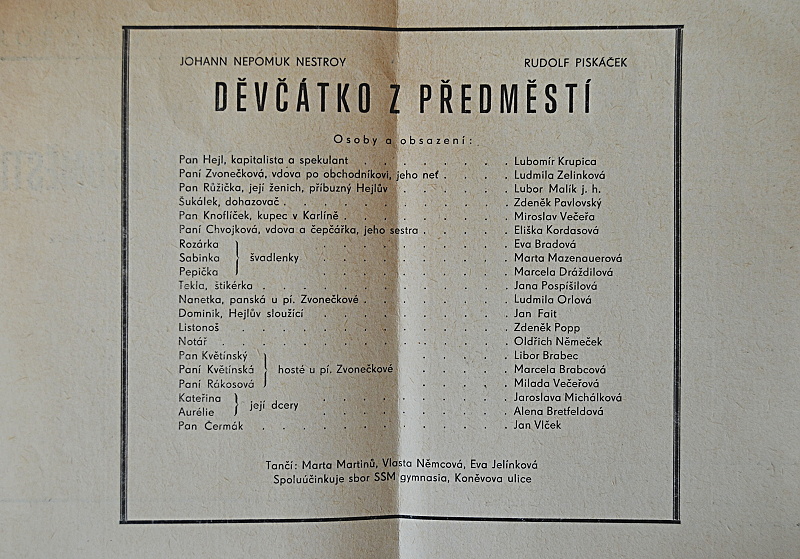 JOHANN NEPOMUK NESTROY RUDOLF PISKÁČEK
DĚVČÁTKO Z PŘEDMĚSTÍ
Osoby a obsazení:
Pan Hejl, kapitalista a spekulant . . . . . . . Lubomír Krupica
Paní Zvonečková, vdova po obchodníkovi, jeho neť . . . . Ludmila Zelinková
Pan Růžička, její ženich, příbuzný Hejlův . . . . . . Lubor Malík j. h.
Šukálek, dohazovač . . . . . . . . . . Zdeněk Pavlovský
Pan Knoflíček, kupec v Karlíně . . . . . . . . Miroslav Večeřa
Paní Chvojková, vdova a čepčářka, jeho sestra . . . . . Eliška Kordasová
Rozárka . . . . . . . . Eva Bradová
Sabinka švadlenky . . . . . . . . Marta Mazenauerová
Pepička . . . . . . . . Marcela Dráždilová
Tekla, štikérka . . . . . . . . . . Jana Pospíšilová
Nanetka, panská u pí. Zvonečkové . . . . . . . Ludmila Orlová
Dominik, Hejlův sloužící . . . . . . . . Jan Fait
Listonoš . . . . . . . . . . . Zdeněk Popp
Notář . . . . . . . . . . . . Oldřich Němeček
Pan Květínský . . . . Libor Brabec
Paní Květínská hosté u pí. Zvonečkové . . . . Marcela Brabcová
Paní Rákosová . . . . Milada Večeřová
Kateřina . . . . . . . . Jaroslava Michálková
Aurélie její dcery . . . . . . . . Alena Bretfeldová
Pan Čermák . . . . . . . . . . Jan Vlček
Tančí: Marta Martinů, Vlasta Němcová, Eva Jelínková
Spoluúčinkuje sbor SSM gymnasia, Koněvova ulice